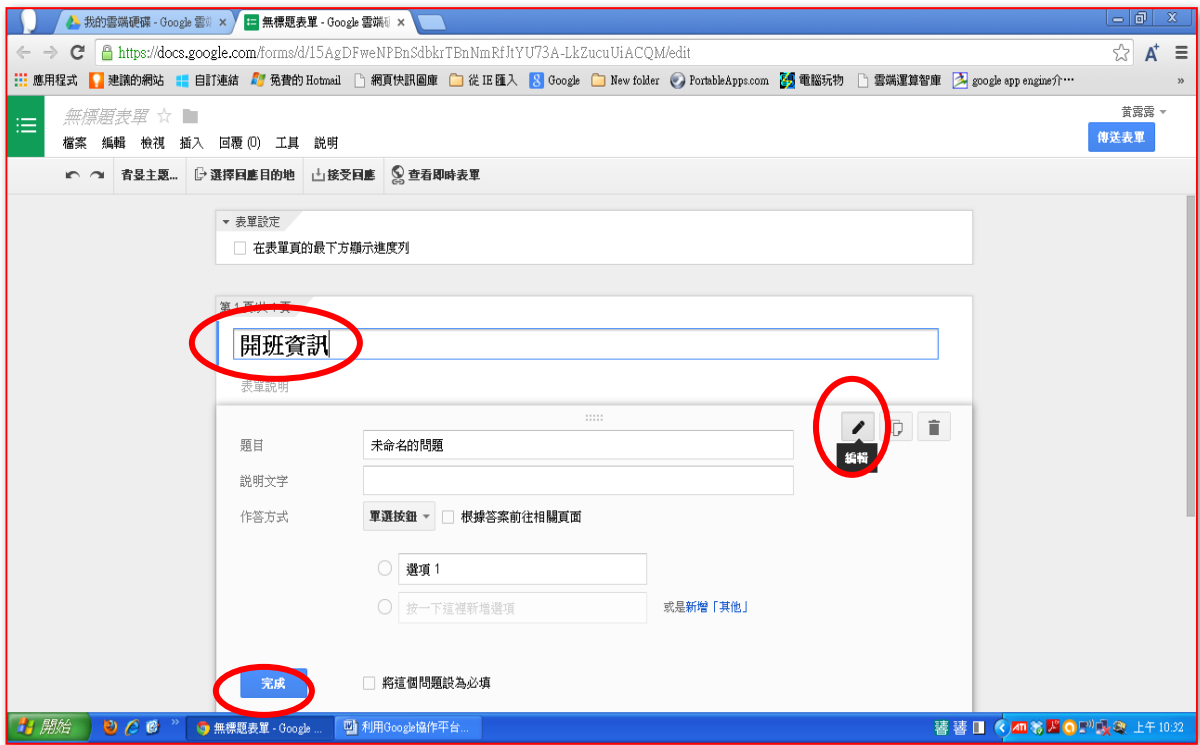 我的雲端硬碟 - Google 雲端
無標題表單 - Google 雲端硬
https://docs.google.com/forms/d/15AgDFweNPBnSdbkrTBnNmRfJtYU73A-LkZucuUiACQM/edit
應用程式 建議的網站 自訂連結 免費的 Hotmail 網頁快訊圖庫 從 IE 匯入 Google New folder PortableApps.com 電腦玩物 雲端運算智庫 google app engine介⋯ »
無標題表單
黃露露
檔案 編輯 檢視 插入 回覆 (0) 工具 説明
傳送表單
背景主題... 選擇回應目的地 接受回應 查看即時表單
表單設定
在表單頁的最下方顯示進度列
第 1 頁/共 1 頁
開班資訊
表單説明
編輯
題目 未命名的問題
説明文字
作答方式 單選按鈕 根據答案前往相關頁面
選項 1
按一下這裡新增選項 或是新增「其他」
完成 將這個問題設為必填
開始 » 無標題表單 - Google ... 利用Google協作平台... ATI 上午 10:32